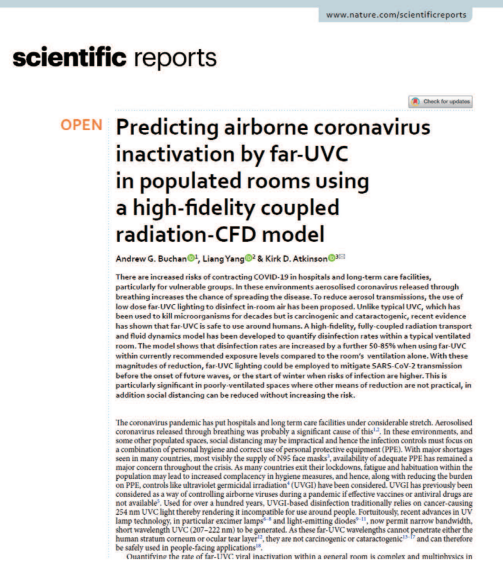 www.nature.com/scientificreports
scientific reports
Check for updates
OPEN
Predicting airborne coronavirus
inactivation by far-UVC
in populated rooms using
a high-fidelity coupled
radiation-CFD model
Andrew G. Buchan 1, Liang Yang 2 & Kirk D. Atkinson 3
There are increased risks of contracting COVID-19 in hospitals and long-term care facilities,
particularly for vulnerable groups. In these environments aerosolised coronavirus released through
breathing increases the chance of spreading the disease. To reduce aerosol transmissions, the use of
low dose far-UVC lighting to disinfect in-room air has been proposed. Unlike typical UVC, which has
been used to kill microorganisms for decades but is carcinogenic and cataractogenic, recent evidence
has shown that far-UVC is safe to use around humans. A high-fidelity, fully-coupled radiation transport
and fluid dynamics model has been developed to quantify disinfection rates within a typical ventilated
room. The model shows that disinfection rates are increased by a further 50-85% when using far-UVC
within currently recommended exposure levels compared to the room's ventilation alone. With these
magnitudes of reduction, far-UVC lighting could be employed to mitigate SARS-CoV-2 transmission
before the onset of future waves, or the start of winter when risks of infection are higher. This is
particularly significant in poorly-ventilated spaces where other means of reduction are not practical, in
addition social distancing can be reduced without increasing the risk.
The coronavirus pandemic has put hospitals and long term care facilities under considerable stretch. Aerosolised
coronavirus released through breathing was probably a significant cause of this1,2. In these environments, and
some other populated spaces, social distancing may be impractical and hence the infection controls must focus on
a combination of personal hygiene and correct use of personal protective equipment (PPE). With major shortages
seen in many countries, most visibly the supply of N95 face masks3, availability of adequate PPE has remained a
major concern throughout the crisis. As many countries exit their lockdowns, fatigue and habituation within the
population may lead to increased complacency in hygiene measures, and hence, along with reducing the burden
on PPE, controls like ultraviolet germicidal irradiation4 (UVGI) have been considered. UVGI has previously been
considered as a way of controlling airborne viruses during a pandemic if effective vaccines or antiviral drugs are
not available5. Used for over a hundred years, UVGI-based disinfection traditionally relies on cancer-causing
254 nm UVC light thereby rendering it incompatible for use around people. Fortuitously, recent advances in UV
lamp technology, in particular excimer lamps6–8 and light-emitting diodes9–11, now permit narrow bandwidth,
short wavelength UVC (207–222 nm) to be generated. As these far-UVC wavelengths cannot penetrate either the
human stratum corneum or ocular tear layer12, they are not carcinogenic or cataractogenic13–17 and can therefore
be safely used in people-facing applications18.
Quantifying the rate of far-UVC viral inactivation within a general room is complex and multiphysics in